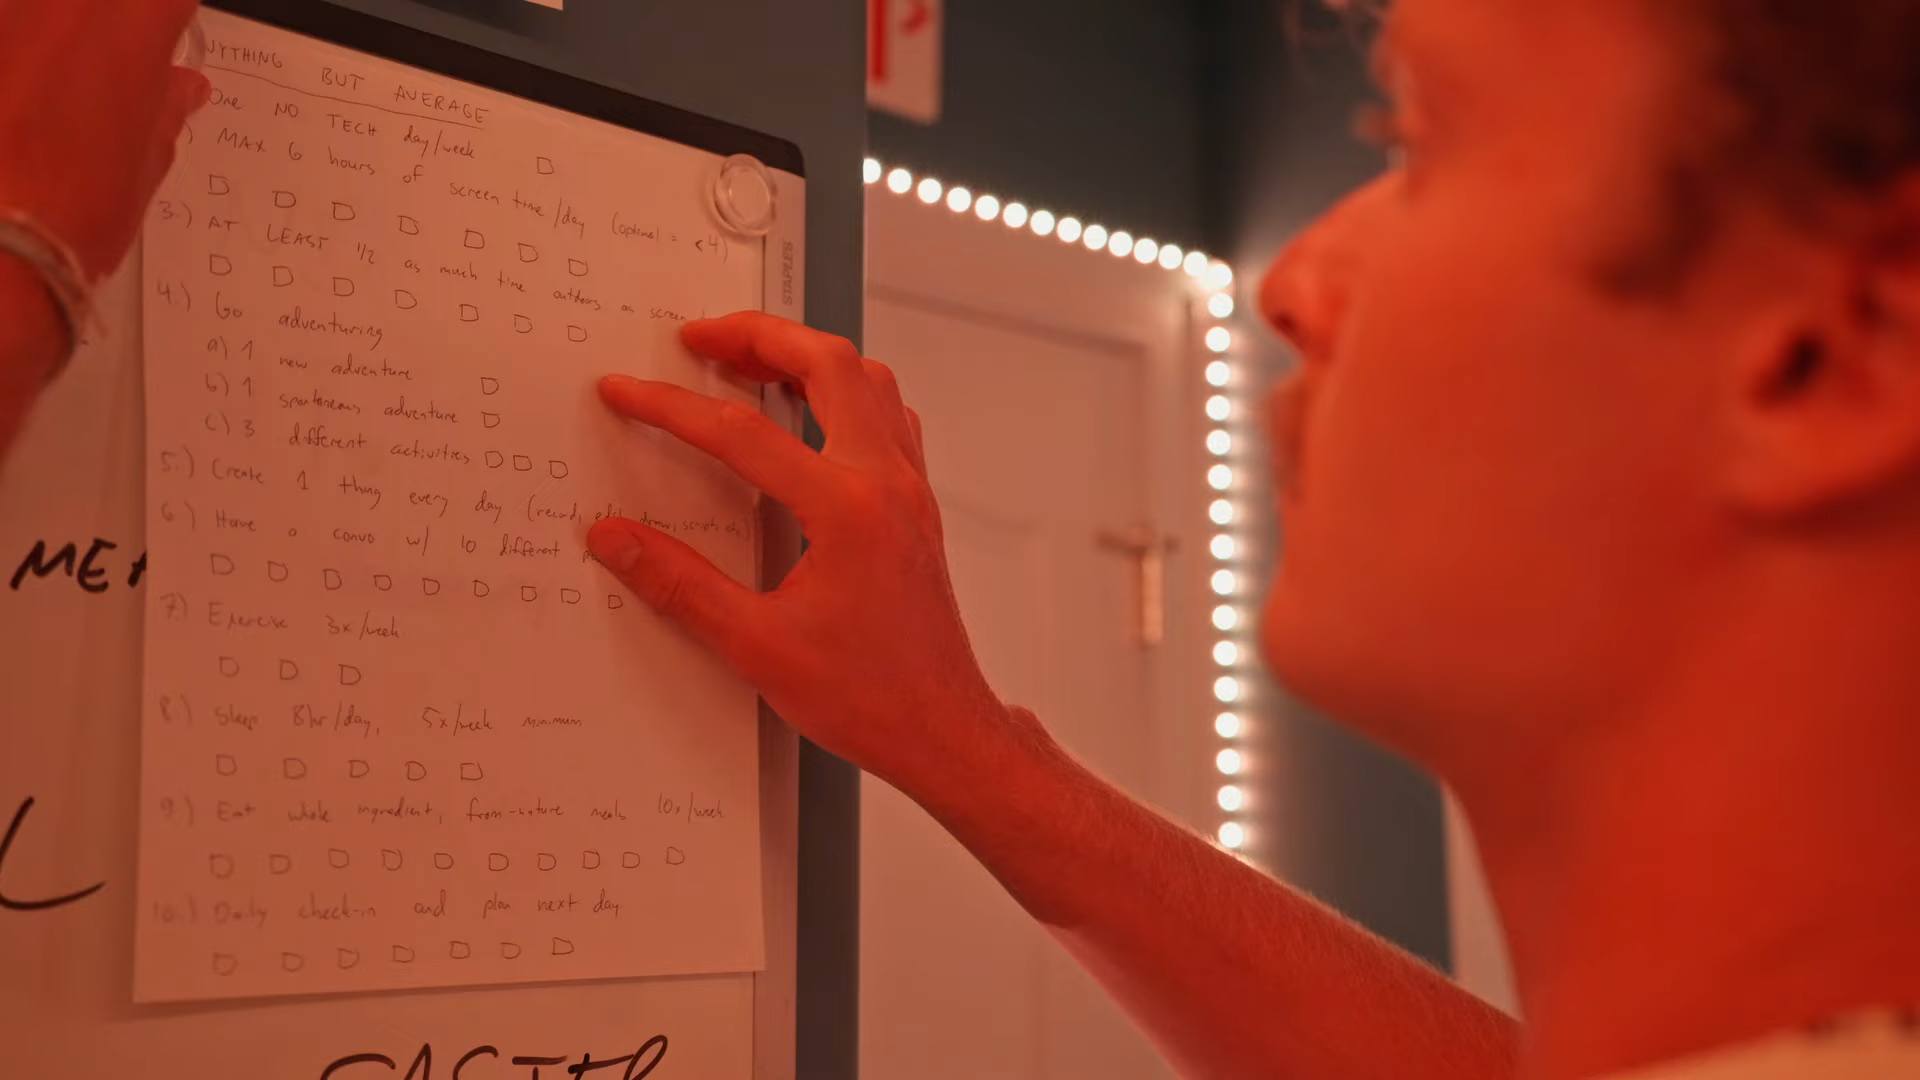 YTHING BUT AVERAGE
One NO TECH day/week
) MAX 6 hours of screen time/day (optimal = <4)
3.) AT LEAST 1/2 as much time outdoors as screen
4.) Go adventuring
a) 1 new adventure
b) 1 spontaneous adventure
c) 3 different activities
5.) Create 1 thing every day (record, edit, draw, script, etc.)
6.) Have a convo w/ 10 different
7.) Exercise 3x/week
8.) Sleep 8hr/day, 5x/week minimum
9.) Eat whole ingredient, from-nature meals 10x/week
10.) Daily check-in and plan next day
STAPLES